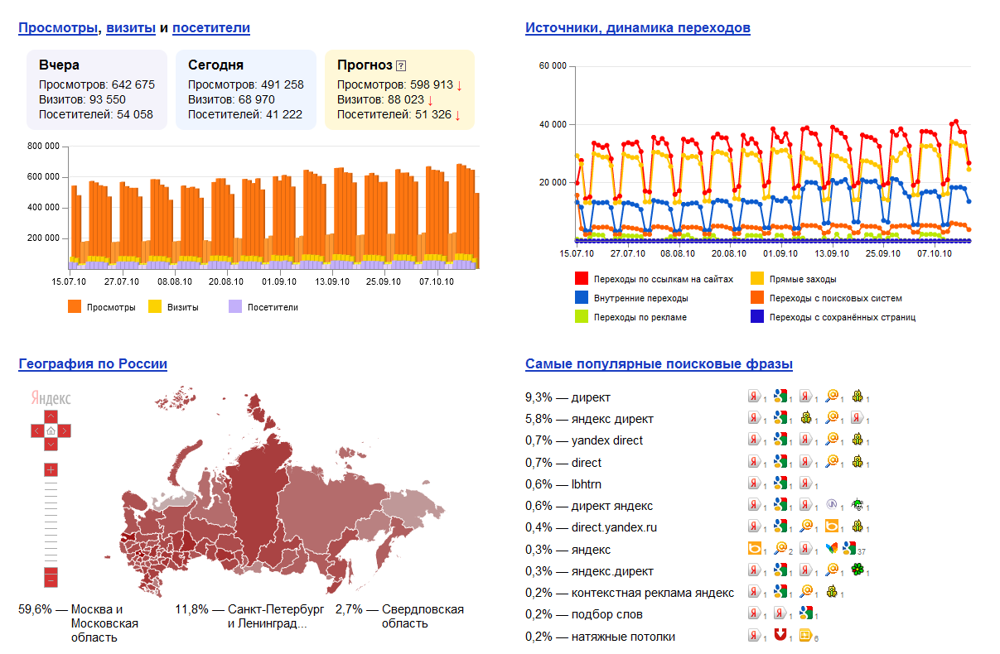 Просмотры, визиты и посетители
Вчера
Просмотров: 642 675
Визитов: 93 550
Посетителей: 54 058
Сегодня
Просмотров: 491 258
Визитов: 68 970
Посетителей: 41 222
Прогноз ?
Просмотров: 598 913 ↓
Визитов: 88 023 ↓
Посетителей: 51 326 ↓
800 000
600 000
400 000
200 000
15.07.10 27.07.10 08.08.10 20.08.10 01.09.10 13.09.10 25.09.10 07.10.10
Просмотры Визиты Посетители
Источники, динамика переходов
60 000
40 000
20 000
15.07.10 27.07.10 08.08.10 20.08.10 01.09.10 13.09.10 25.09.10 07.10.10
Переходы по ссылкам на сайтах Прямые заходы
Внутренние переходы Переходы с поисковых систем
Переходы по рекламе Переходы с сохранённых страниц
География по России
Яндекс
59,6% — Москва и
Московская
область
11,8% — Санкт-Петербург
и Ленинград...
2,7% — Свердловская
область
Самые популярные поисковые фразы
9,3% — директ Я 1 1 Я 1 1 1
5,8% — яндекс директ Я 1 1 1 1 Я 1
0,7% — yandex direct Я 1 1 Я 1 1 1
0,7% — direct Я 1 1 Я 1 1 1
0,6% — lbhtrn Я 1 1 Я 1
0,6% — директ яндекс Я 1 1 Я 1 1 1
0,4% — direct.yandex.ru Я 1 1 1 b 1 1
0,3% — яндекс b 1 2 Я 1 1 37
0,3% — яндекс.директ Я 1 1 Я 1 1 1
0,2% — контекстная реклама яндекс Я 1 1 1 1
0,2% — подбор слов Я 1 Я 1 1
0,2% — натяжные потолки Я 1 1 6